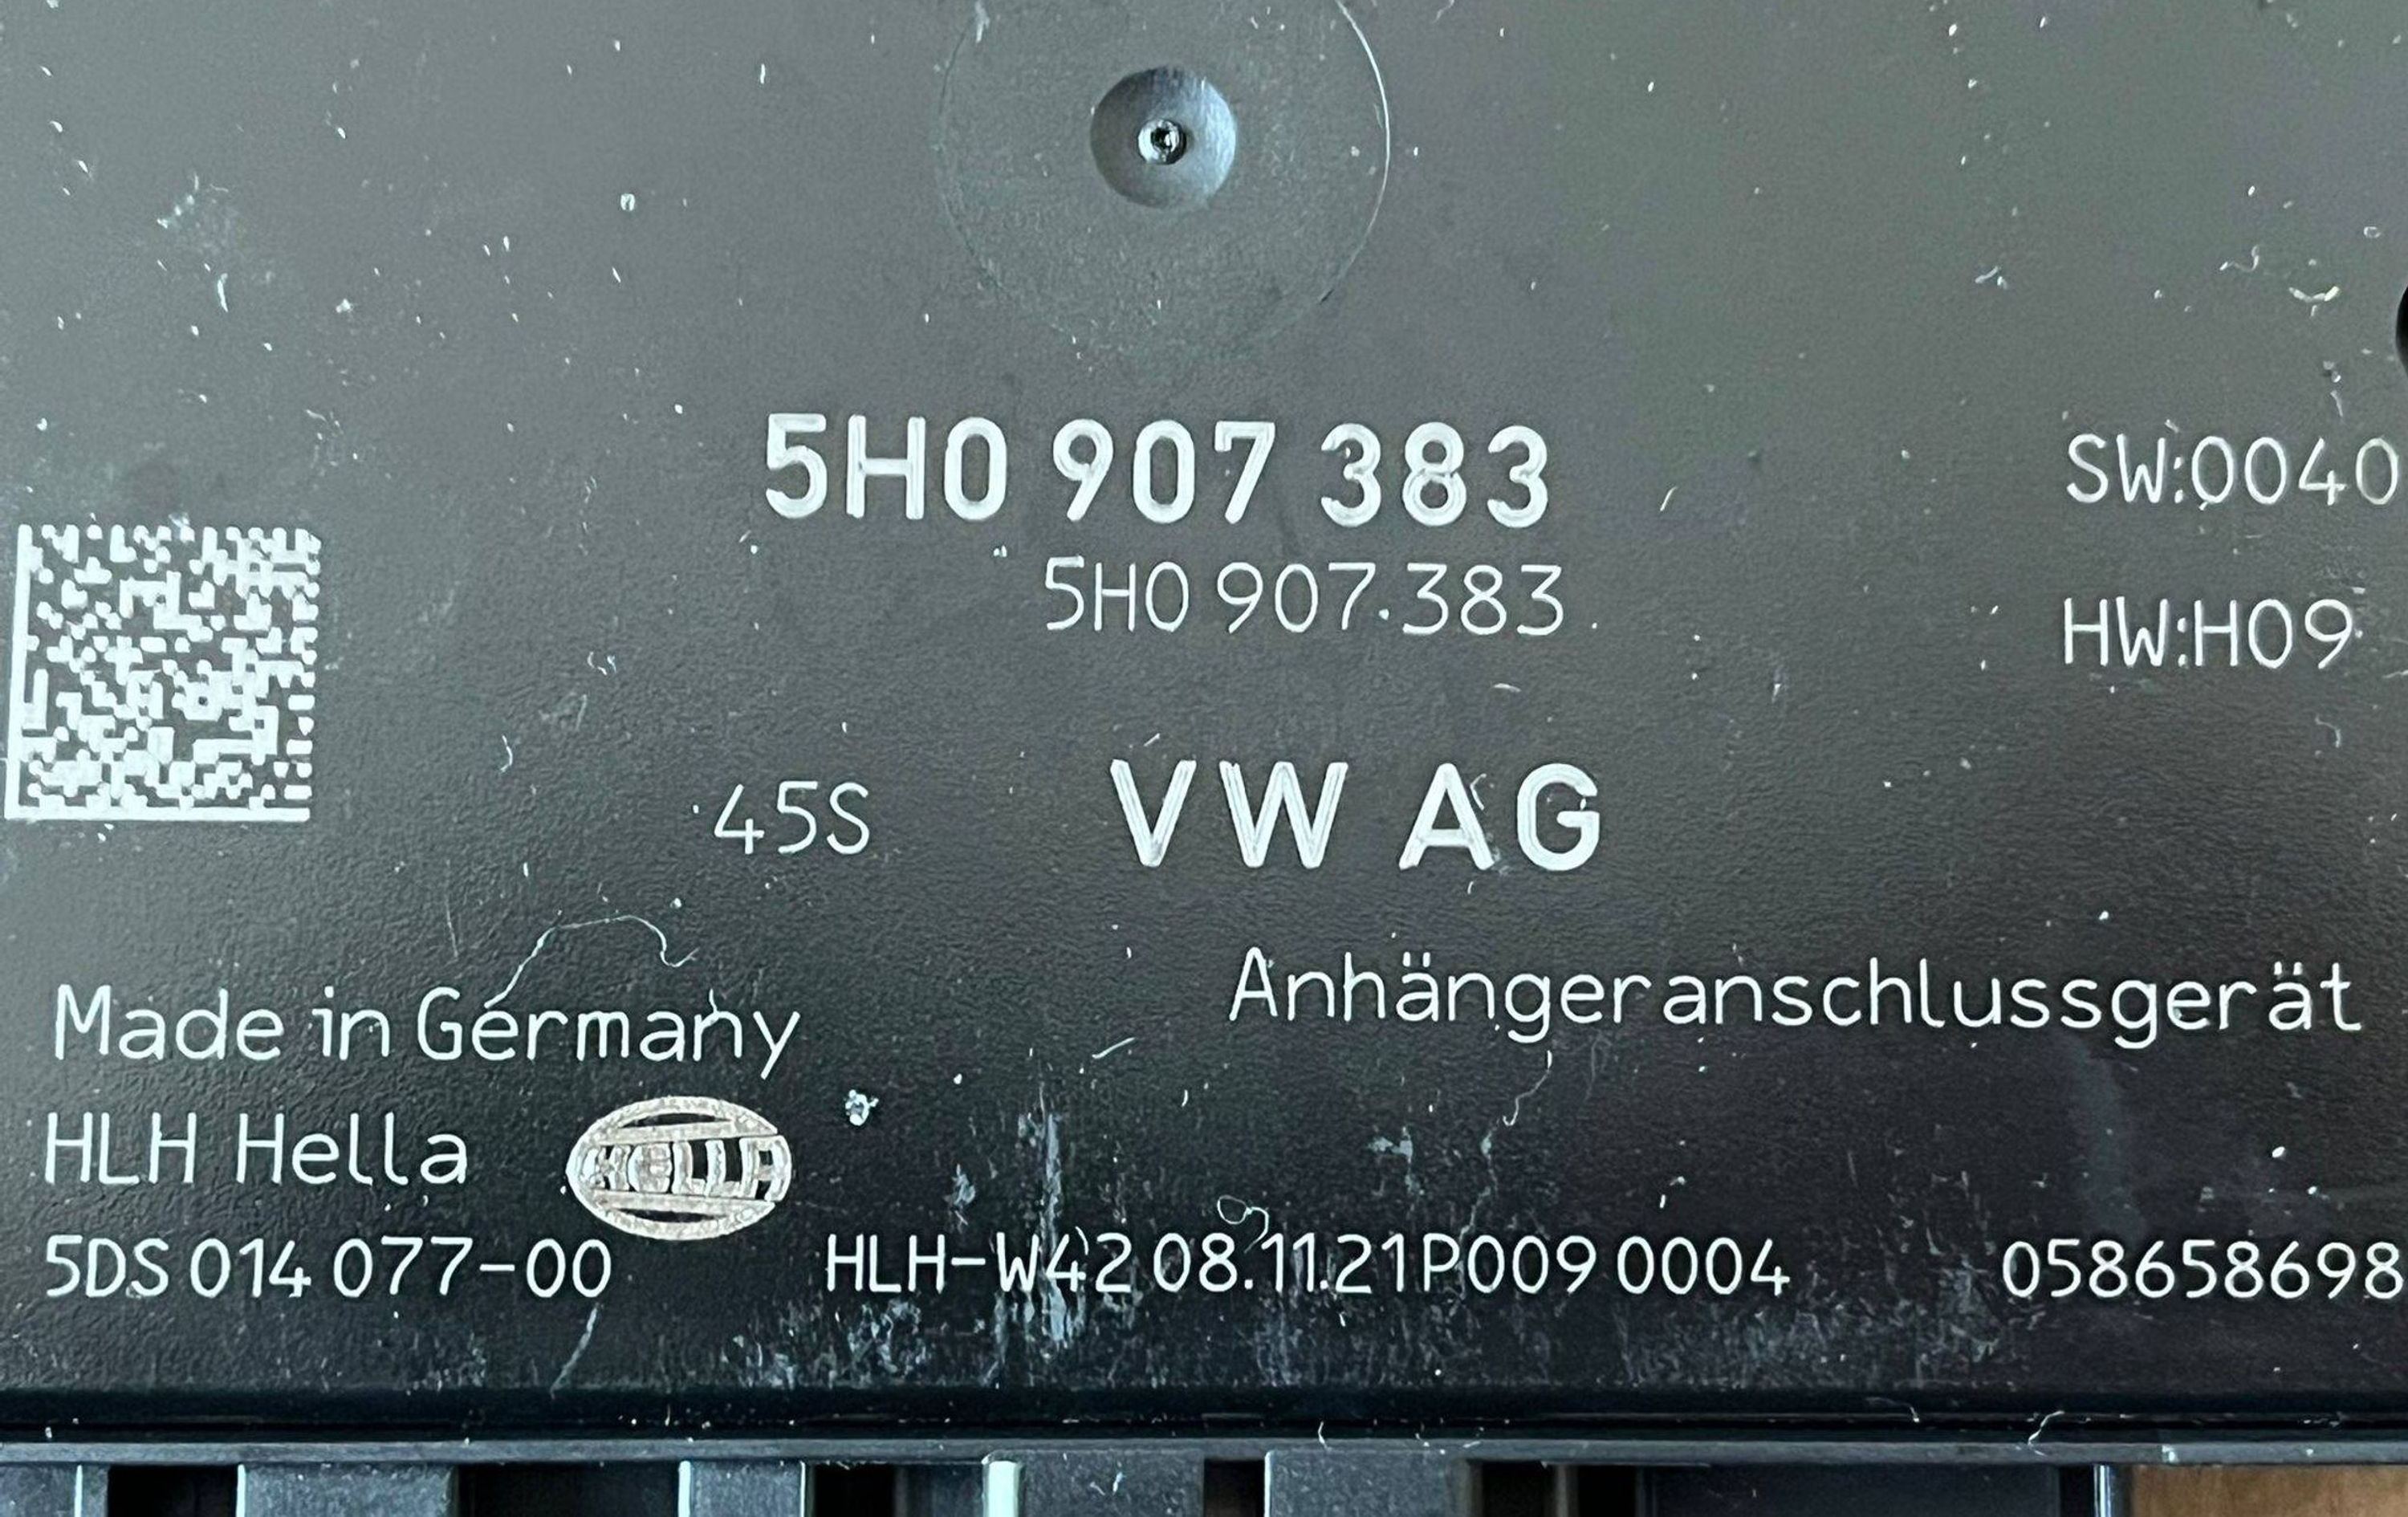 5H0 907 383
SW:0040
5H0 907 383
HW:H09
45S
VW AG
Anhängeranschlussgerät
Made in Germany
HLH Hella
HELLA
5DS 014 077-00
HLH-W42 08.11.21P009 0004
058658698